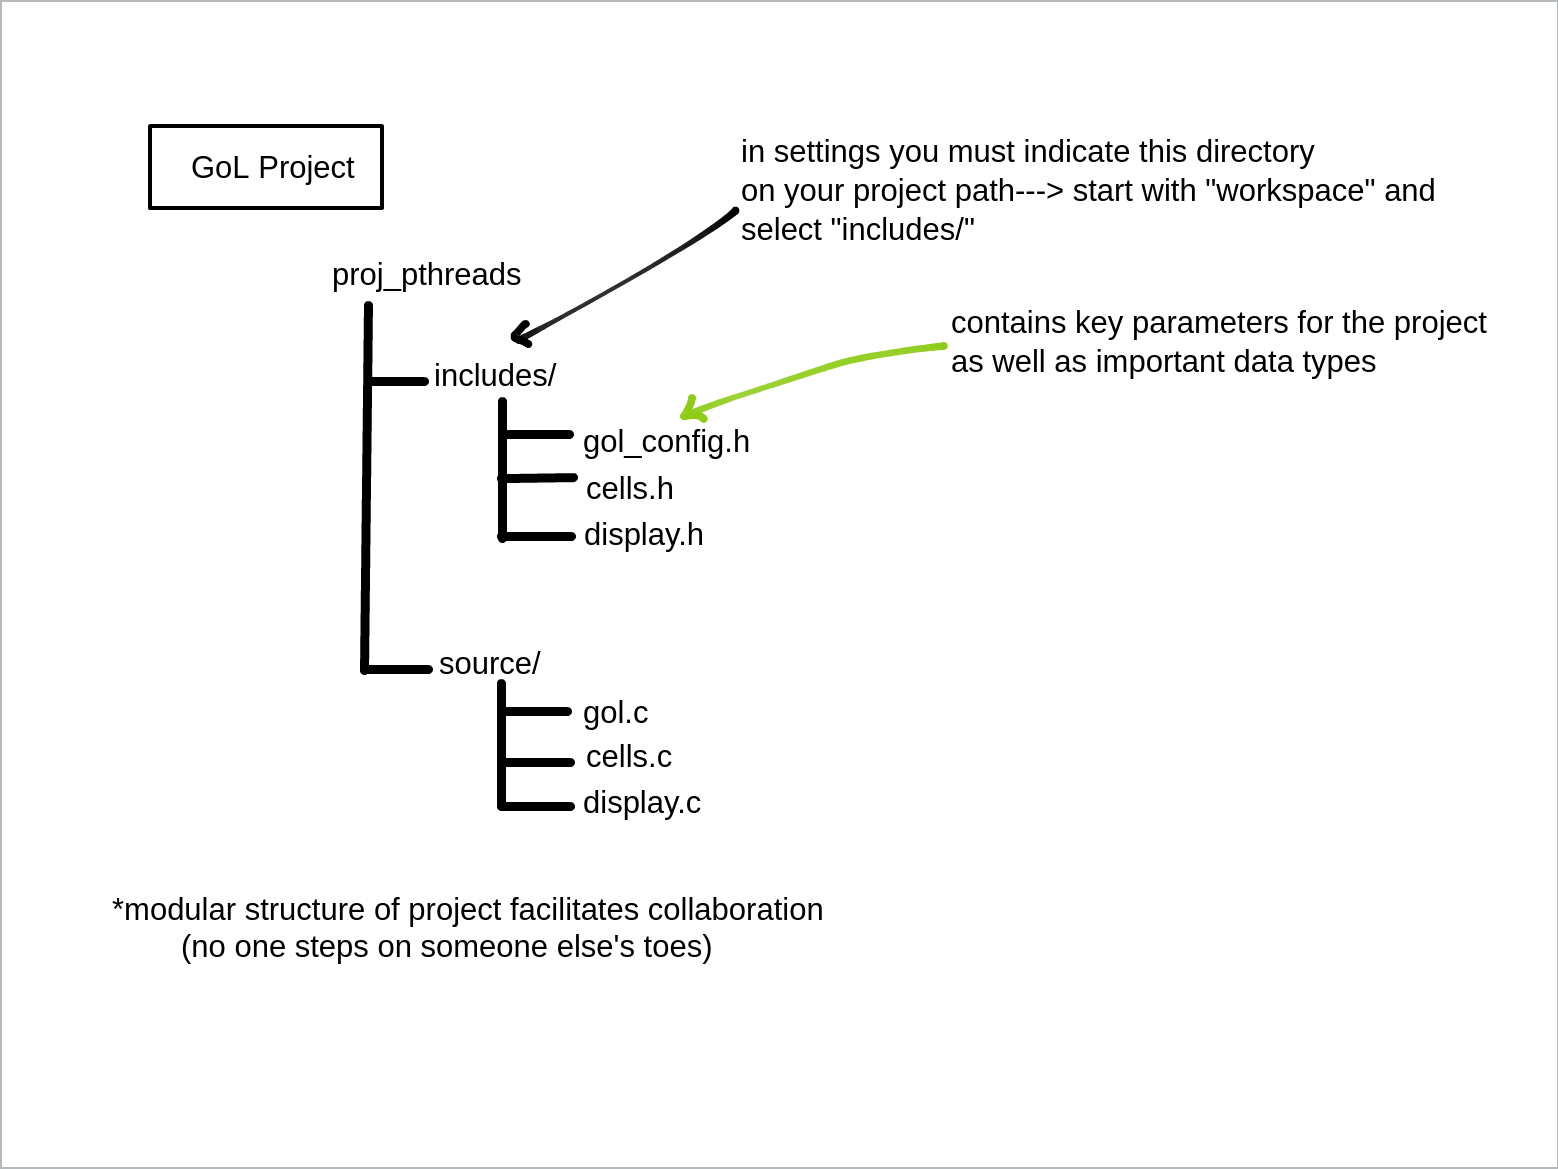 GoL Project
in settings you must indicate this directory
on your project path---> start with "workspace" and
select "includes/"
proj_pthreads
contains key parameters for the project
as well as important data types
includes/
gol_config.h
cells.h
display.h
source/
gol.c
cells.c
display.c
*modular structure of project facilitates collaboration
(no one steps on someone else's toes)